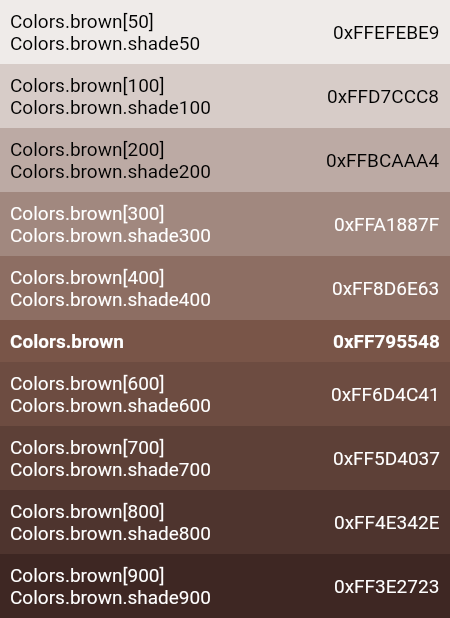 Colors.brown[50]
Colors.brown.shade50
0xFFEFEBE9
Colors.brown[100]
Colors.brown.shade100
0xFFD7CCC8
Colors.brown[200]
Colors.brown.shade200
0xFFBCAAA4
Colors.brown[300]
Colors.brown.shade300
0xFFA1887F
Colors.brown[400]
Colors.brown.shade400
0xFF8D6E63
Colors.brown
0xFF795548
Colors.brown[600]
Colors.brown.shade600
0xFF6D4C41
Colors.brown[700]
Colors.brown.shade700
0xFF5D4037
Colors.brown[800]
Colors.brown.shade800
0xFF4E342E
Colors.brown[900]
Colors.brown.shade900
0xFF3E2723